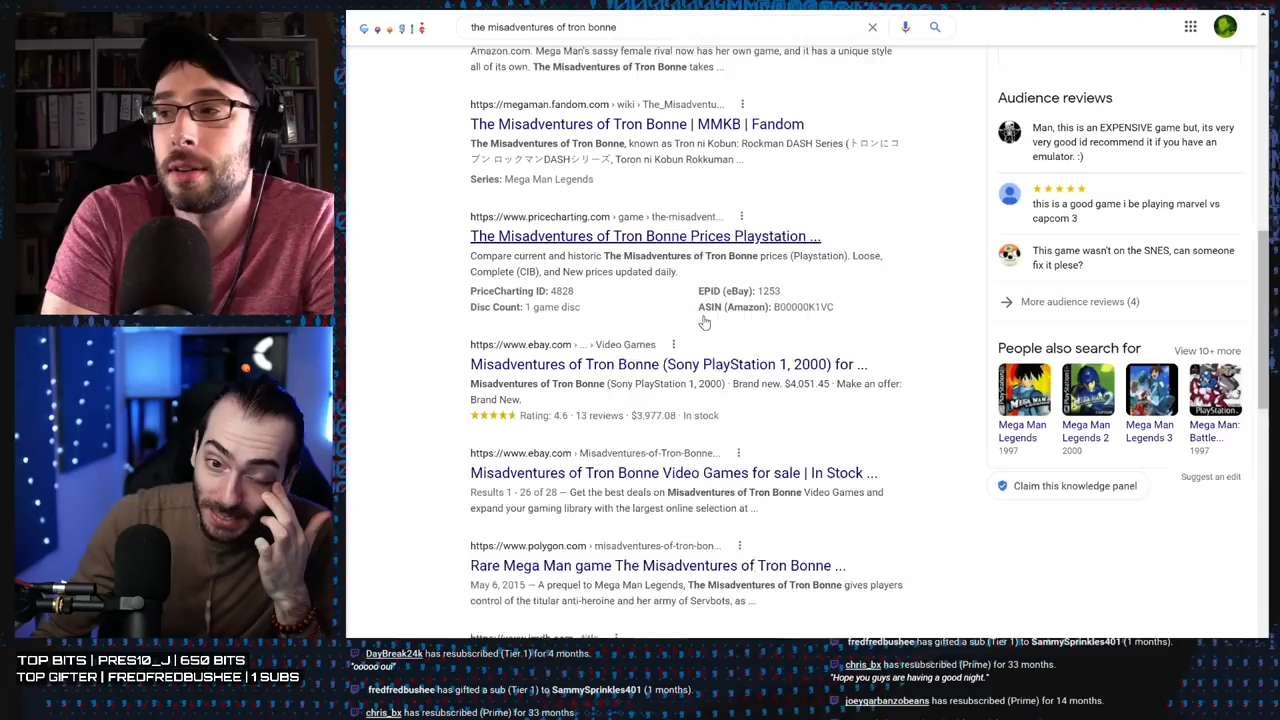 the misadventures of tron bonne
Amazon.com. Mega Man's sassy female rival now has her own game, and it has a unique style
all of its own. The Misadventures of Tron Bonne takes ...
https://megaman.fandom.com › wiki › The_Misadventu...
The Misadventures of Tron Bonne | MMKB | Fandom
The Misadventures of Tron Bonne, known as Tron ni Kobun: Rockman DASH Series (トロンにコ
ブン ロックマンDASHシリーズ, Toron ni Kobun Rokkuman ...
Series: Mega Man Legends
https://www.pricecharting.com › game › the-misadvent...
The Misadventures of Tron Bonne Prices Playstation ...
Compare current and historic The Misadventures of Tron Bonne prices (Playstation). Loose,
Complete (CIB), and New prices updated daily.
PriceCharting ID: 4828
EPID (eBay): 1253
Disc Count: 1 game disc
ASIN (Amazon): B00000K1VC
https://www.ebay.com › ... › Video Games
Misadventures of Tron Bonne (Sony PlayStation 1, 2000) for ...
Misadventures of Tron Bonne (Sony PlayStation 1, 2000) · Brand new. $4,051.45 · Make an offer:
Brand New.
Rating: 4.6 · 13 reviews · $3,977.08 · In stock
https://www.ebay.com › Misadventures-of-Tron-Bonne...
Misadventures of Tron Bonne Video Games for sale | In Stock ...
Results 1 - 26 of 28 — Get the best deals on Misadventures of Tron Bonne Video Games and
expand your gaming library with the largest online selection at ...
https://www.polygon.com › misadventures-of-tron-bon...
Rare Mega Man game The Misadventures of Tron Bonne ...
May 6, 2015 — A prequel to Mega Man Legends, The Misadventures of Tron Bonne gives players
control of the titular anti-heroine and her army of Servbots, as ...
Audience reviews
Man, this is an EXPENSIVE game but, its very
very good id recommend it if you have an
emulator. :)
this is a good game i be playing marvel vs
capcom 3
This game wasn't on the SNES, can someone
fix it plese?
More audience reviews (4)
People also search for
View 10+ more
Mega Man
Legends
1997
Mega Man
Legends 2
2000
Mega Man
Legends 3
Mega Man:
Battle...
1997
Suggest an edit
Claim this knowledge panel
TOP BITS | PRES10_J | 650 BITS
TOP GIFTER | FREDFREDBUSHEE | 1 SUBS
DayBreak24k has resubscribed (Tier 1) for 4 months.
"ooooo oui"
fredfredbushee has gifted a sub (Tier 1) to SammySprinkles401 (1 months).
chris_bx has resubscribed (Prime) for 33 months.
fredfredbushee has gifted a sub (Tier 1) to SammySprinkles401 (1 months).
chris_bx has resubscribed (Prime) for 33 months.
"Hope you guys are having a good night."
joeygarbanzobeans has resubscribed (Prime) for 14 months.